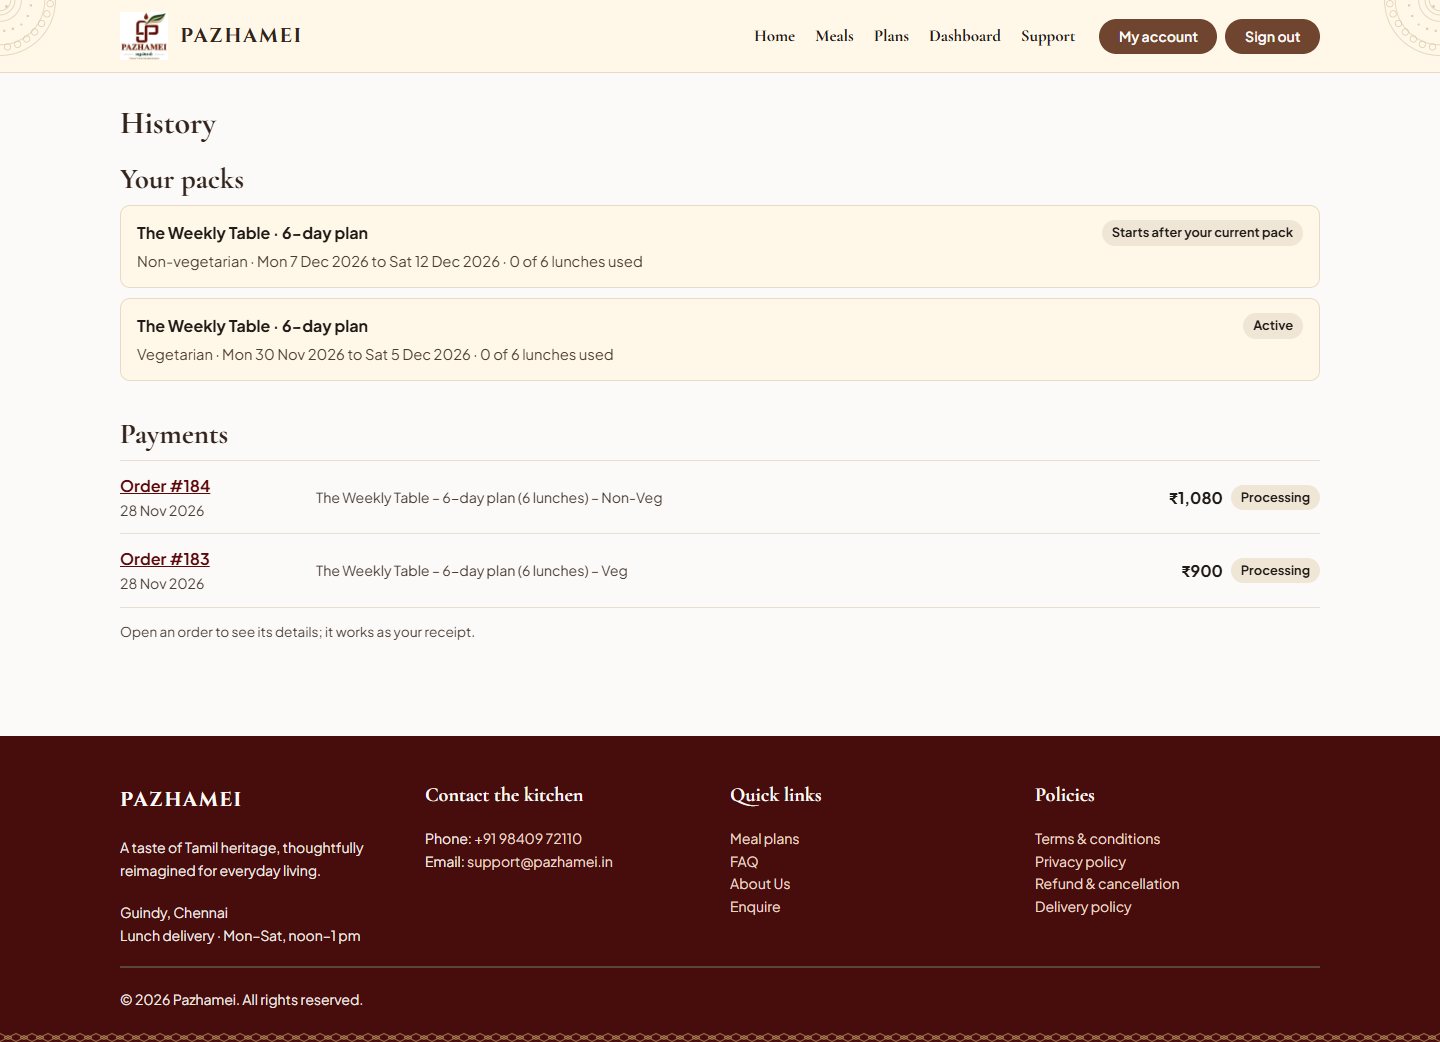 PAZHAMEI
PAZHAMEI
Home Meals Plans Dashboard Support My account Sign out
History
Your packs
The Weekly Table · 6-day plan
Starts after your current pack
Non-vegetarian · Mon 7 Dec 2026 to Sat 12 Dec 2026 · 0 of 6 lunches used
The Weekly Table · 6-day plan
Active
Vegetarian · Mon 30 Nov 2026 to Sat 5 Dec 2026 · 0 of 6 lunches used
Payments
Order #184
28 Nov 2026
The Weekly Table – 6-day plan (6 lunches) – Non-Veg
₹1,080 Processing
Order #183
28 Nov 2026
The Weekly Table – 6-day plan (6 lunches) – Veg
₹900 Processing
Open an order to see its details; it works as your receipt.
PAZHAMEI
A taste of Tamil heritage, thoughtfully
reimagined for everyday living.
Guindy, Chennai
Lunch delivery · Mon–Sat, noon–1 pm
Contact the kitchen
Phone: +91 98409 72110
Email: support@pazhamei.in
Quick links
Meal plans
FAQ
About Us
Enquire
Policies
Terms & conditions
Privacy policy
Refund & cancellation
Delivery policy
© 2026 Pazhamei. All rights reserved.